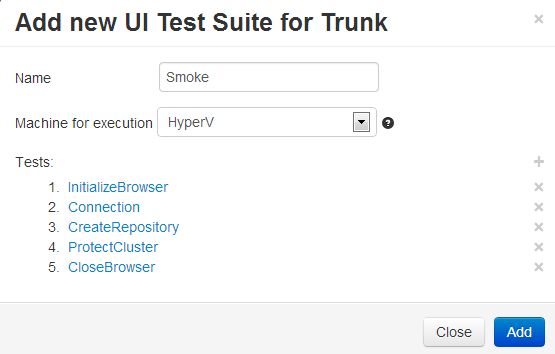 Add new UI Test Suite for Trunk ×
Name Smoke
Machine for execution HyperV ?
Tests: +
1. InitializeBrowser ×
2. Connection ×
3. CreateRepository ×
4. ProtectCluster ×
5. CloseBrowser ×
Close Add